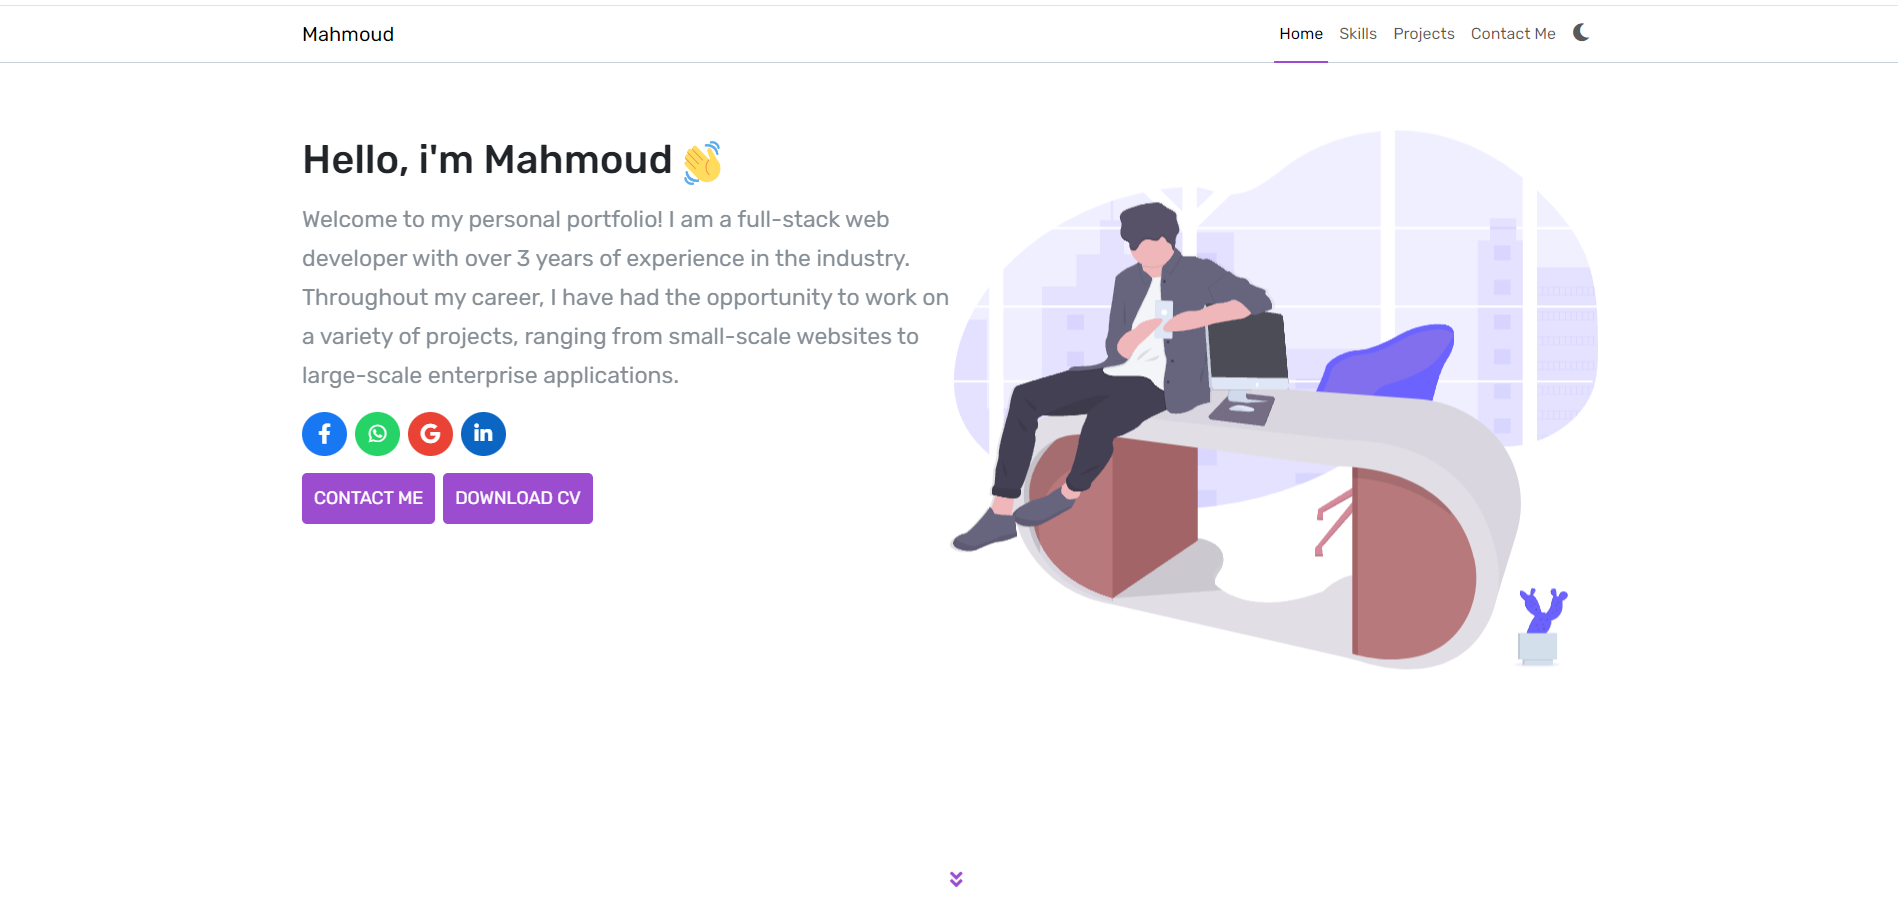 Mahmoud
Home
Skills
Projects
Contact Me
Hello, i'm Mahmoud 👋
Welcome to my personal portfolio! I am a full-stack web
developer with over 3 years of experience in the industry.
Throughout my career, I have had the opportunity to work on
a variety of projects, ranging from small-scale websites to
large-scale enterprise applications.
CONTACT ME
DOWNLOAD CV